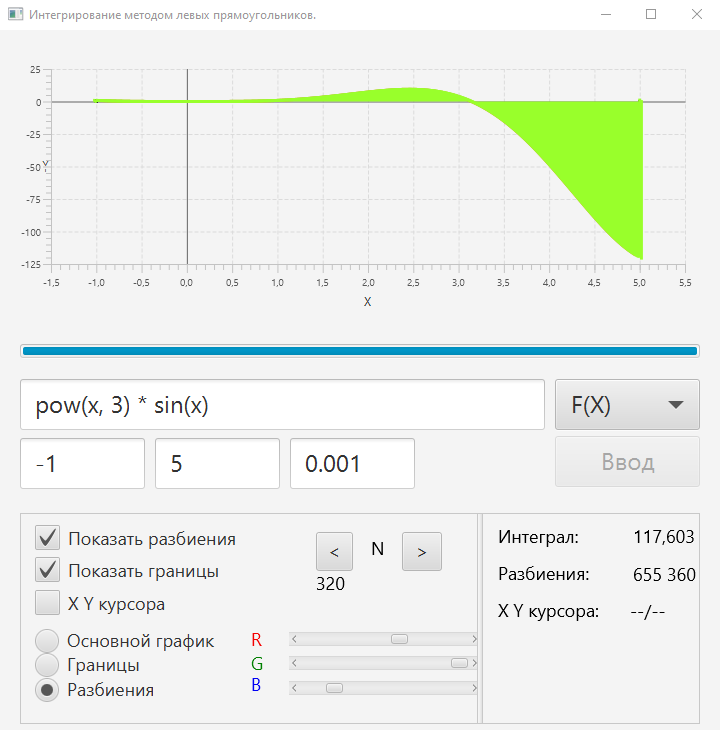 Интегрирование методом левых прямоугольников.
25
0
-25
-50
Y
-75
-100
-125
-1,5 -1,0 -0,5 0,0 0,5 1,0 1,5 2,0 2,5 3,0 3,5 4,0 4,5 5,0 5,5
X
pow(x, 3) * sin(x) F(X)
-1 5 0.001 Ввод
Показать разбиения
Показать границы
X Y курсора
< N >
320
Основной график R
Границы G
Разбиения B
Интеграл: 117,603
Разбиения: 655 360
X Y курсора: --/--